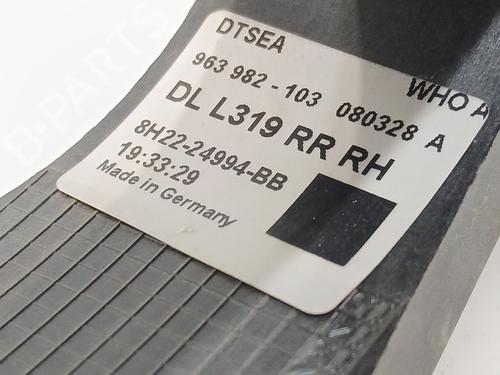 DTSEA
963 982 - 103 080328 A
WHO A
DL L319 RR RH
8H22-24994-BB
19:33:29
Made in Germany
B-PARTS